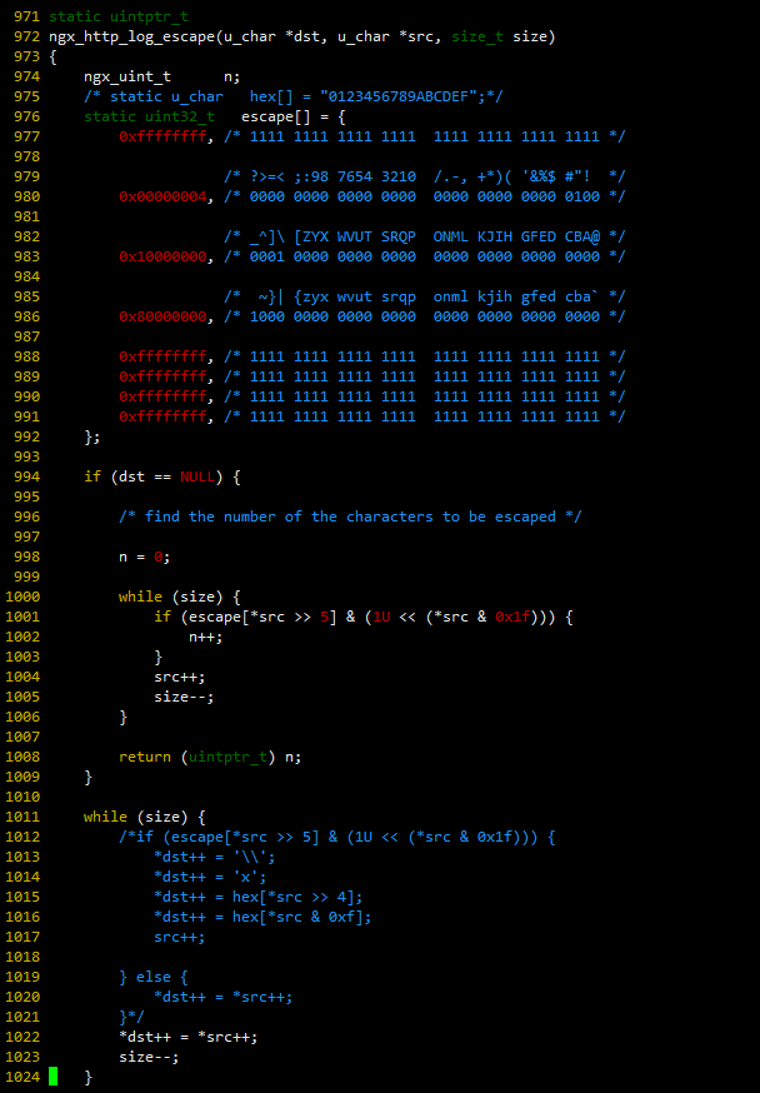 971 static uintptr_t
972 ngx_http_log_escape(u_char *dst, u_char *src, size_t size)
973 {
974     ngx_uint_t      n;
975     /* static u_char   hex[] = "0123456789ABCDEF";*/
976     static uint32_t   escape[] = {
977         0xffffffff, /* 1111 1111 1111 1111  1111 1111 1111 1111 */
978
979                     /* ?>=< ;:98 7654 3210  /.-, +*)( '&%$ #"!  */
980         0x00000004, /* 0000 0000 0000 0000  0000 0000 0000 0100 */
981
982                     /* _^]\ [ZYX WVUT SRQP  ONML KJIH GFED CBA@ */
983         0x10000000, /* 0001 0000 0000 0000  0000 0000 0000 0000 */
984
985                     /*  ~}| {zyx wvut srqp  onml kjih gfed cba` */
986         0x80000000, /* 1000 0000 0000 0000  0000 0000 0000 0000 */
987
988         0xffffffff, /* 1111 1111 1111 1111  1111 1111 1111 1111 */
989         0xffffffff, /* 1111 1111 1111 1111  1111 1111 1111 1111 */
990         0xffffffff, /* 1111 1111 1111 1111  1111 1111 1111 1111 */
991         0xffffffff, /* 1111 1111 1111 1111  1111 1111 1111 1111 */
992     };
993
994     if (dst == NULL) {
995
996         /* find the number of the characters to be escaped */
997
998         n = 0;
999
1000         while (size) {
1001             if (escape[*src >> 5] & (1U << (*src & 0x1f))) {
1002                 n++;
1003             }
1004             src++;
1005             size--;
1006         }
1007
1008         return (uintptr_t) n;
1009     }
1010
1011     while (size) {
1012         /*if (escape[*src >> 5] & (1U << (*src & 0x1f))) {
1013             *dst++ = '\\';
1014             *dst++ = 'x';
1015             *dst++ = hex[*src >> 4];
1016             *dst++ = hex[*src & 0xf];
1017             src++;
1018
1019         } else {
1020             *dst++ = *src++;
1021         }*/
1022         *dst++ = *src++;
1023         size--;
1024     }